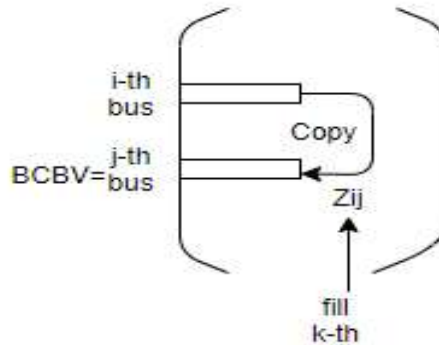 i-th
bus
Copy
BCBV=
j-th
bus
Zij
fill
k-th